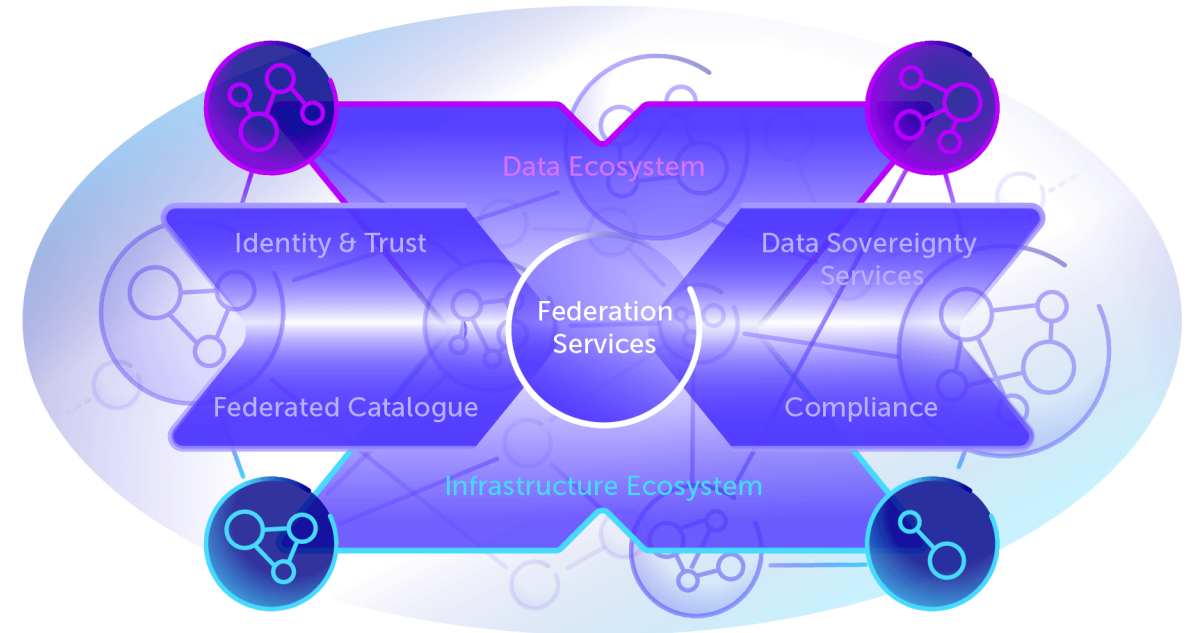 Data Ecosystem
Identity & Trust
Data Sovereignty
Services
Federation
Services
Federated Catalogue
Compliance
Infrastructure Ecosystem